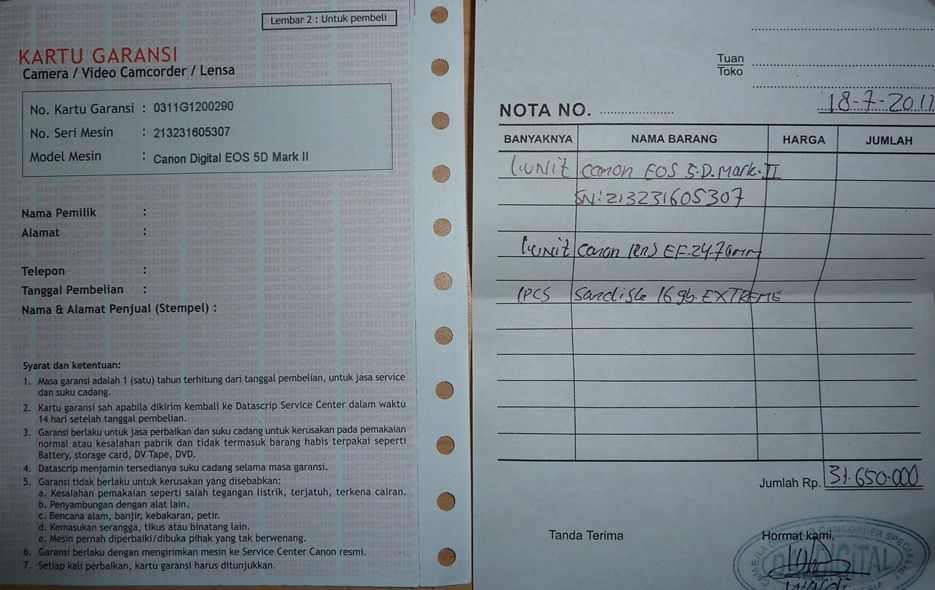 Lembar 2 : Untuk pembeli
KARTU GARANSI
Camera / Video Camcorder / Lensa
No. Kartu Garansi : 0311G1200290
No. Seri Mesin : 213231605307
Model Mesin : Canon Digital EOS 5D Mark II
Nama Pemilik :
Alamat :
Telepon :
Tanggal Pembelian :
Nama & Alamat Penjual (Stempel) :
Syarat dan ketentuan:
1. Masa garansi adalah 1 (satu) tahun terhitung dari tanggal pembelian, untuk jasa service
dan suku cadang.
2. Kartu garansi sah apabila dikirim kembali ke Datascrip Service Center dalam waktu
14 hari setelah tanggal pembelian.
3. Garansi berlaku untuk jasa perbaikan dan suku cadang untuk kerusakan pada pemakaian
normal atau kesalahan pabrik dan tidak termasuk barang habis terpakai seperti
Battery, storage card, DV Tape, DVD.
4. Datascrip menjamin tersedianya suku cadang selama masa garansi.
5. Garansi tidak berlaku untuk kerusakan yang disebabkan:
a. Kesalahan pemakaian seperti salah tegangan listrik, terjatuh, terkena cairan.
b. Penyambungan dengan alat lain.
c. Bencana alam, banjir, kebakaran, petir.
d. Kemasukan serangga, tikus atau binatang lain.
e. Mesin pernah diperbaiki/dibuka pihak yang tak berwenang.
6. Garansi berlaku dengan mengirimkan mesin ke Service Center Canon resmi.
7. Setiap kali perbaikan, kartu garansi harus ditunjukkan.
Tuan
Toko
NOTA NO. 18-7-2011
BANYAKNYA NAMA BARANG HARGA JUMLAH
1.UNIT Canon EOS 5.D.Mark.II
SN: 213231605307
1UNIT Canon EF-24-70mm
1PCS Sandisk 16 gb. EXTREME
Jumlah Rp. 31.650.000
Tanda Terima Hormat kami,
CAMCORDER
DIGITAL